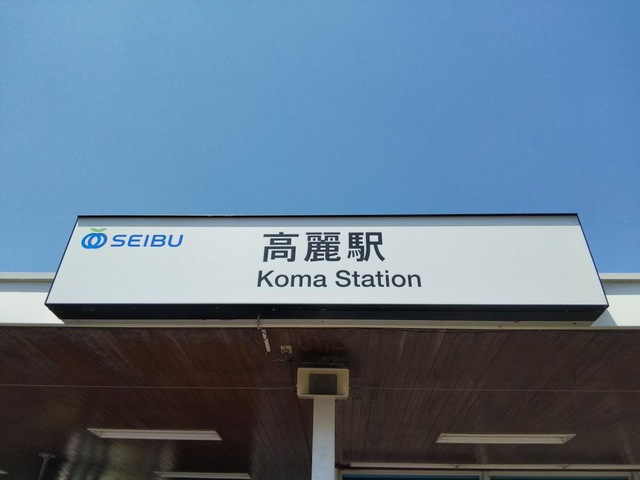 SEIBU
高麗駅
Koma Station